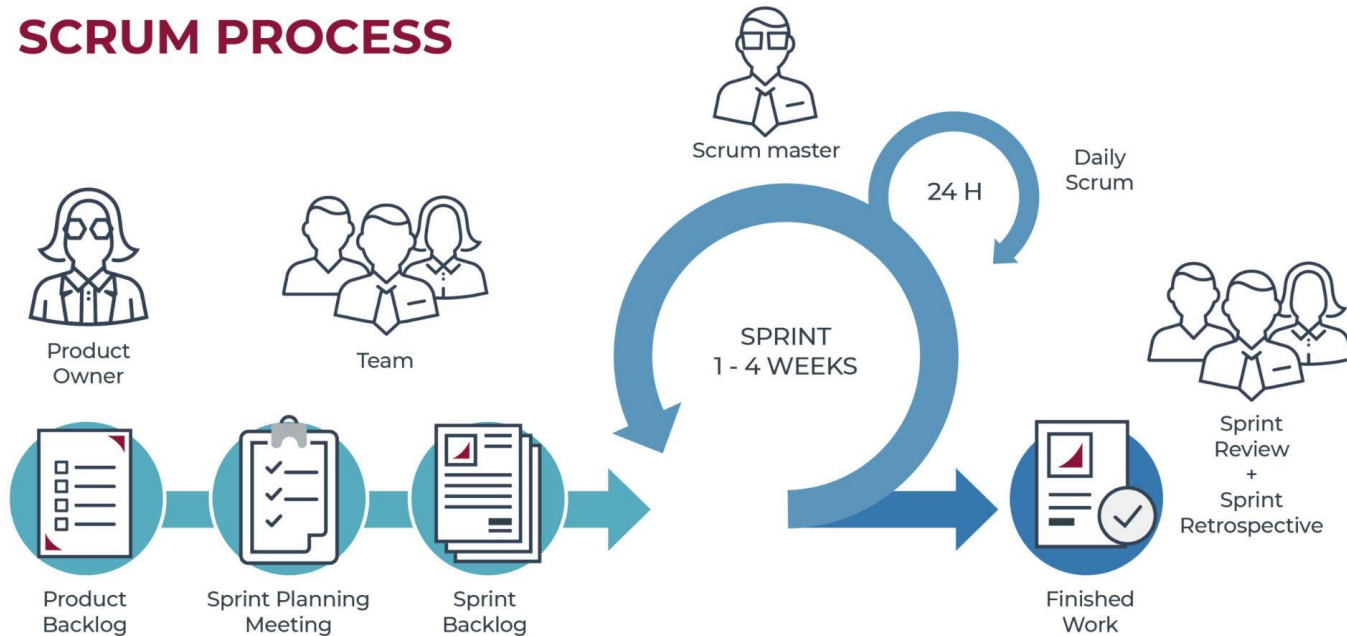 SCRUM PROCESS
Scrum master
24 H
Daily
Scrum
Product
Owner
Team
SPRINT
1 - 4 WEEKS
Sprint
Review
+
Sprint
Retrospective
Product
Backlog
Sprint Planning
Meeting
Sprint
Backlog
Finished
Work